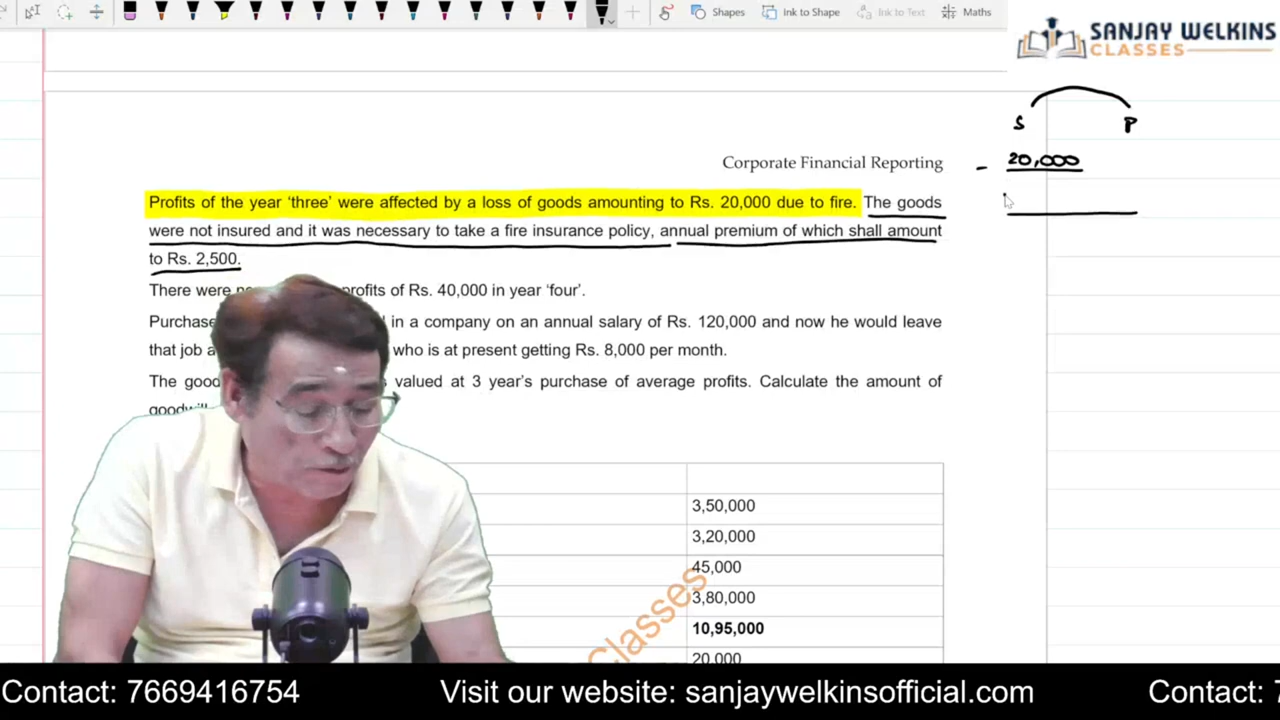 Shapes
Ink to Shape
Ink to Text
Maths
SANJAY WELKINS
CLASSES
S P
- 20,000
Corporate Financial Reporting
Profits of the year ‘three’ were affected by a loss of goods amounting to Rs. 20,000 due to fire. The goods
were not insured and it was necessary to take a fire insurance policy, annual premium of which shall amount
to Rs. 2,500.
There were profits of Rs. 40,000 in year ‘four’.
Purchase in a company on an annual salary of Rs. 120,000 and now he would leave
that job who is at present getting Rs. 8,000 per month.
The valued at 3 year’s purchase of average profits. Calculate the amount of
3,50,000
3,20,000
45,000
3,80,000
10,95,000
20,000
Classes
Contact: 7669416754 Visit our website: sanjaywelkinsofficial.com Contact: 7